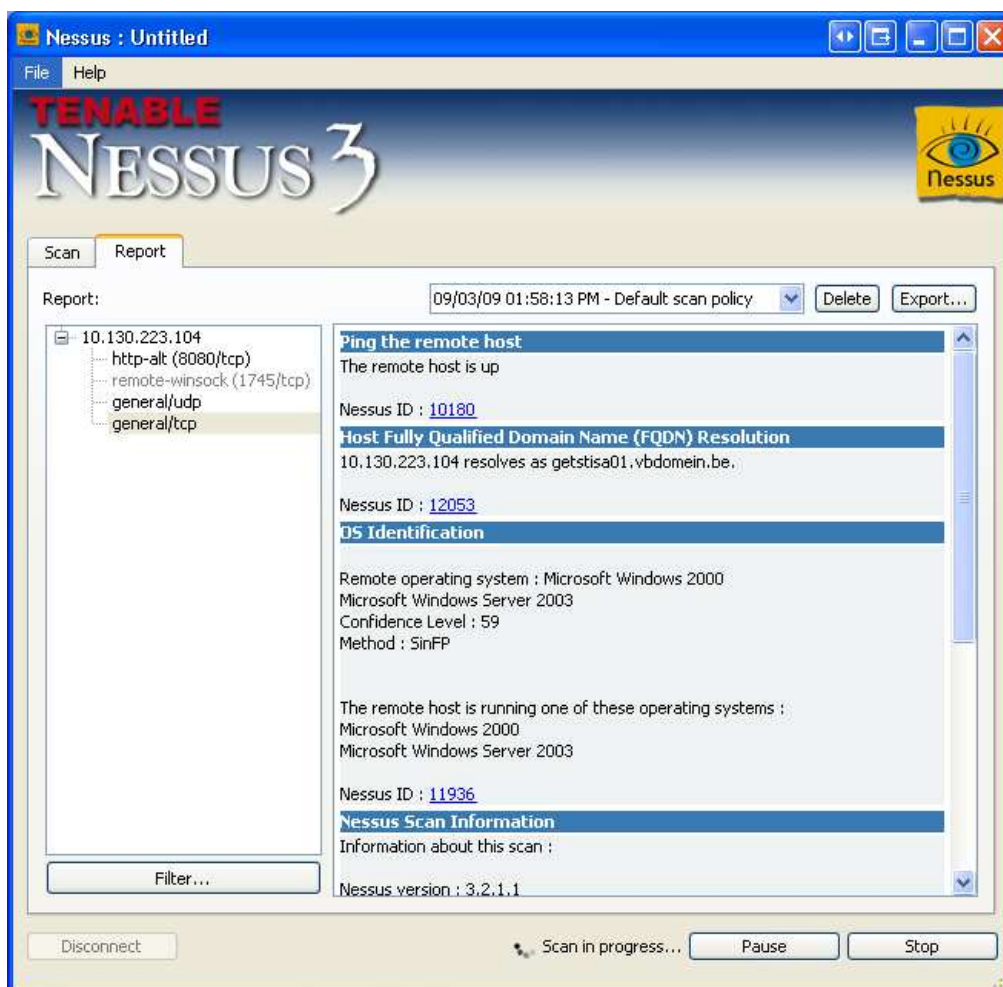 Nessus : Untitled
File Help
TENABLE
NESSUS 3
nessus
Scan Report
Report: 09/03/09 01:58:13 PM - Default scan policy Delete Export...
10.130.223.104
http-alt (8080/tcp)
remote-winsock (1745/tcp)
general/udp
general/tcp
Filter...
Ping the remote host
The remote host is up
Nessus ID : 10180
Host Fully Qualified Domain Name (FQDN) Resolution
10.130.223.104 resolves as getstisa01.vbdomein.be.
Nessus ID : 12053
OS Identification
Remote operating system : Microsoft Windows 2000
Microsoft Windows Server 2003
Confidence Level : 59
Method : SinFP
The remote host is running one of these operating systems :
Microsoft Windows 2000
Microsoft Windows Server 2003
Nessus ID : 11936
Nessus Scan Information
Information about this scan :
Nessus version : 3.2.1.1
Disconnect Scan in progress... Pause Stop